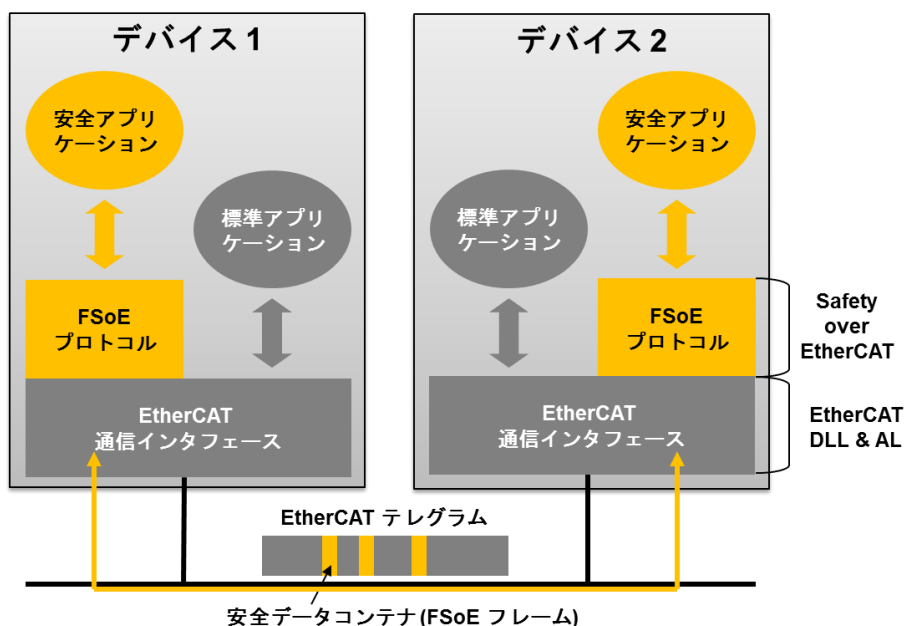 デバイス 1
安全アプリ
ケーション
標準アプリ
ケーション
FSoE
プロトコル
EtherCAT
通信インタフェース
デバイス 2
安全アプリ
ケーション
標準アプリ
ケーション
FSoE
プロトコル
EtherCAT
通信インタフェース
Safety
over
EtherCAT
EtherCAT
DLL & AL
EtherCAT テレグラム
安全データコンテナ (FSoE フレーム)